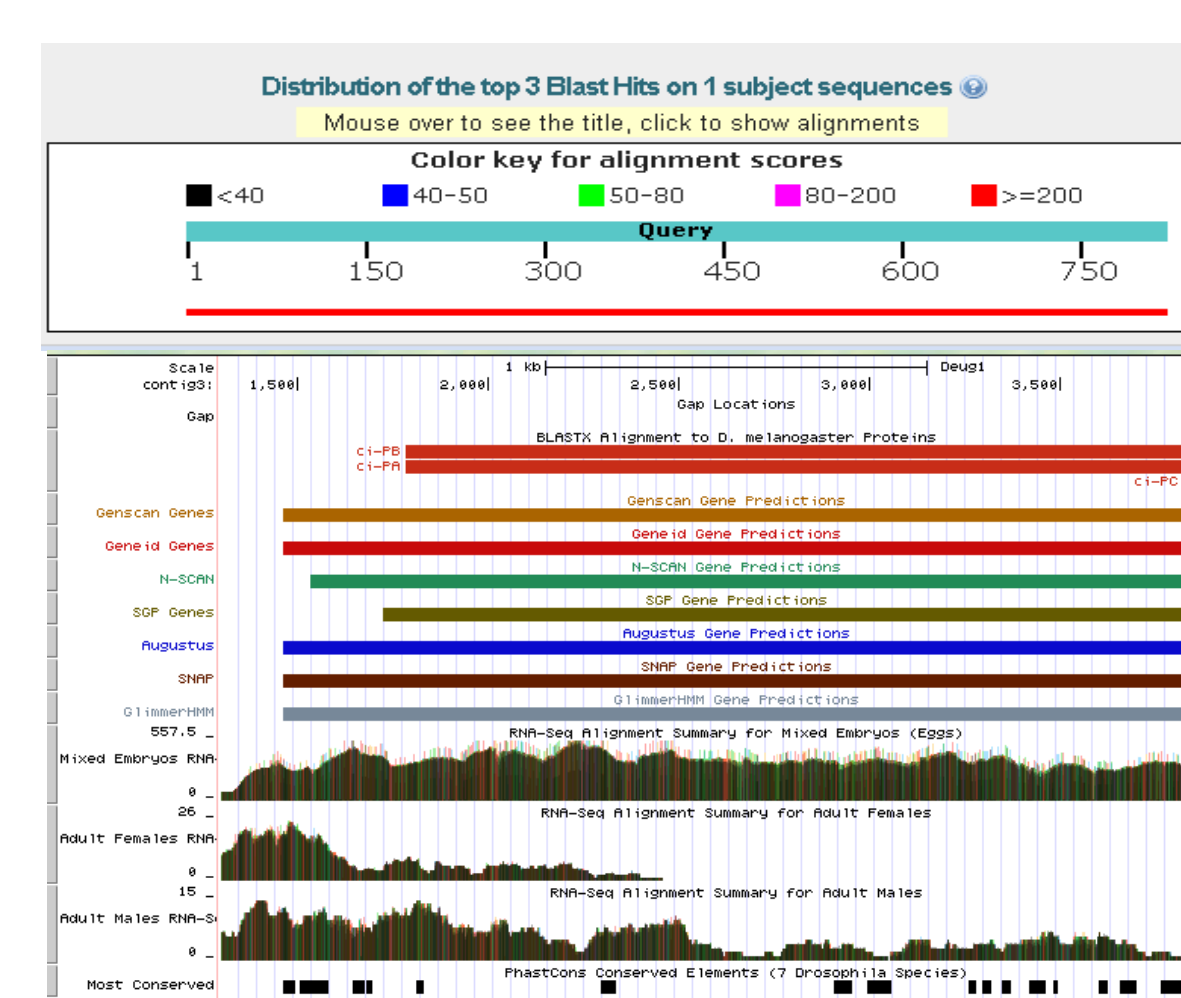 Distribution of the top 3 Blast Hits on 1 subject sequences ?
Mouse over to see the title, click to show alignments
Color key for alignment scores
<40 40-50 50-80 80-200 >=200
Query
1 150 300 450 600 750
Scale 1 kb Deug1
contig3: 1,500| 2,000| 2,500| 3,000| 3,500|
Gap Locations
Gap
BLASTX Alignment to D. melanogaster Proteins
ci-PB
ci-PA
ci-PC
Genscan Gene Predictions
Genscan Genes
Geneid Gene Predictions
Geneid Genes
N-SCAN Gene Predictions
N-SCAN
SGP Gene Predictions
SGP Genes
Augustus Gene Predictions
Augustus
SNAP Gene Predictions
SNAP
GlimmerHMM Gene Predictions
GlimmerHMM
557.5 _ RNA-Seq Alignment Summary for Mixed Embryos (Eggs)
Mixed Embryos RNA-
0 _
26 _ RNA-Seq Alignment Summary for Adult Females
Adult Females RNA-
0 _
15 _ RNA-Seq Alignment Summary for Adult Males
Adult Males RNA-S
0 _
PhastCons Conserved Elements (7 Drosophila Species)
Most Conserved